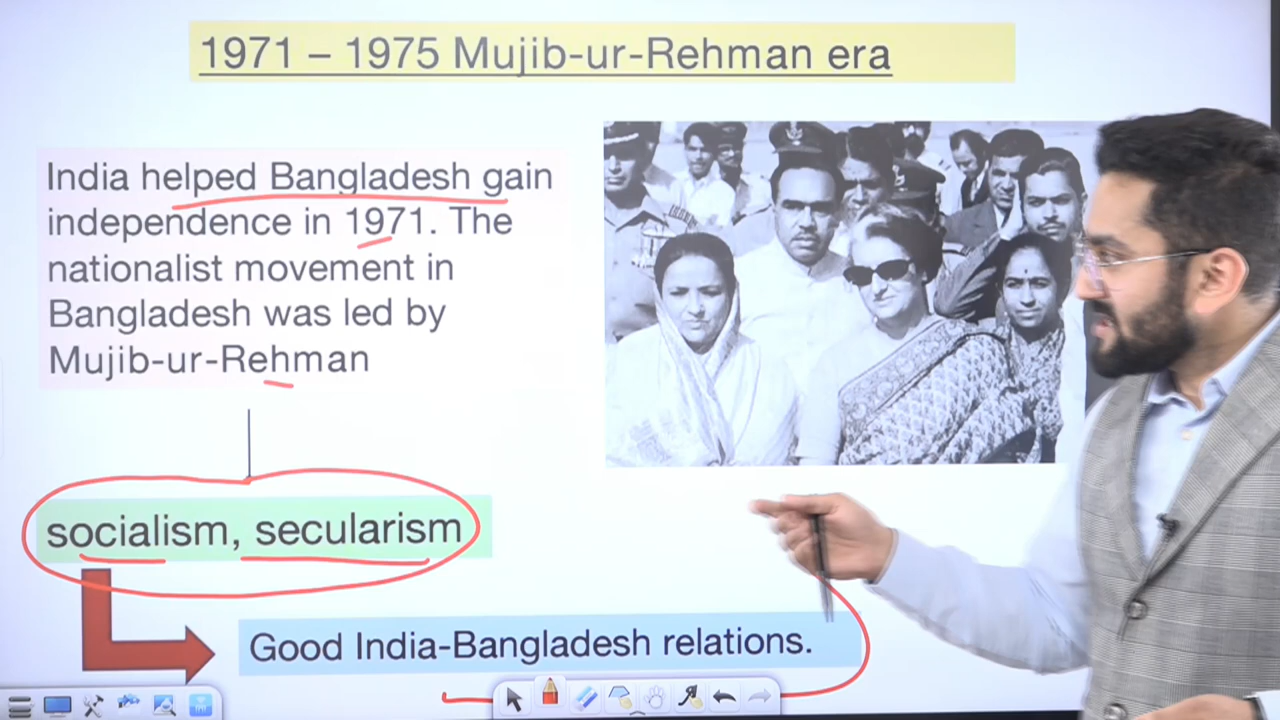 1971 – 1975 Mujib-ur-Rehman era
India helped Bangladesh gain
independence in 1971. The
nationalist movement in
Bangladesh was led by
Mujib-ur-Rehman
socialism, secularism
Good India-Bangladesh relations.